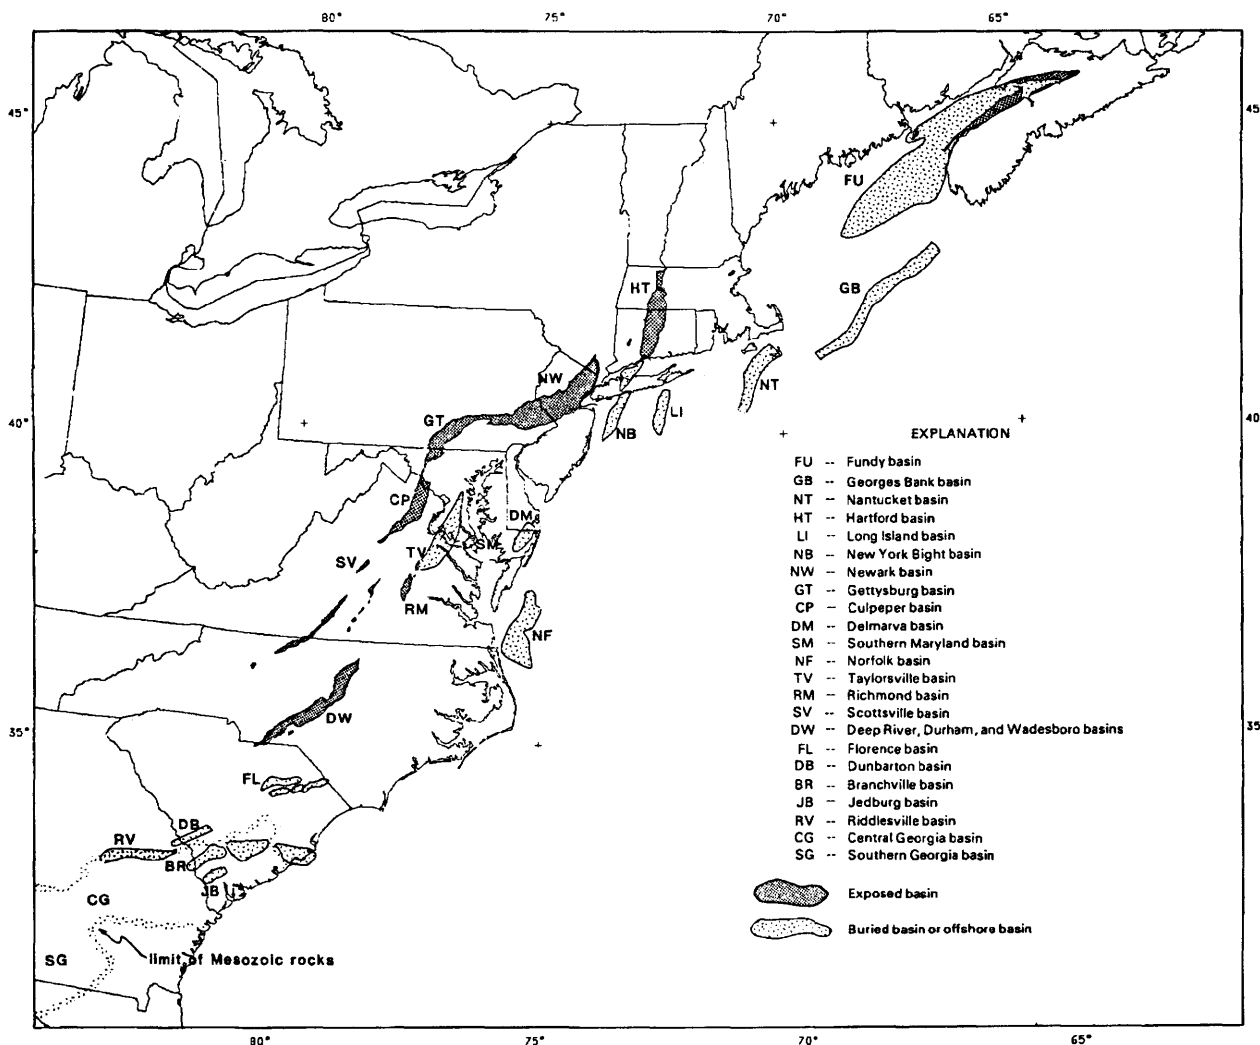 80° 75° 70° 65°
45° 45
FU
HT
GB
NW
NT
GT
LI
NB
40° 40
EXPLANATION
FU -- Fundy basin
GB -- Georges Bank basin
NT -- Nantucket basin
HT -- Hartford basin
LI -- Long Island basin
NB -- New York Bight basin
NW -- Newark basin
GT -- Gettysburg basin
CP -- Culpeper basin
DM -- Delmarva basin
SM -- Southern Maryland basin
NF -- Norfolk basin
TV -- Taylorsville basin
RM -- Richmond basin
SV -- Scottsville basin
DW -- Deep River, Durham, and Wadesboro basins
FL -- Florence basin
DB -- Dunbarton basin
BR -- Branchville basin
JB -- Jedburg basin
RV -- Riddlesville basin
CG -- Central Georgia basin
SG -- Southern Georgia basin
Exposed basin
Buried basin or offshore basin
CP
DM
SM
TV
SV
RM
NF
DW
35° 35
FL
DB
RV
BR
JB
CG
SG
limit of Mesozoic rocks
80° 75° 65°